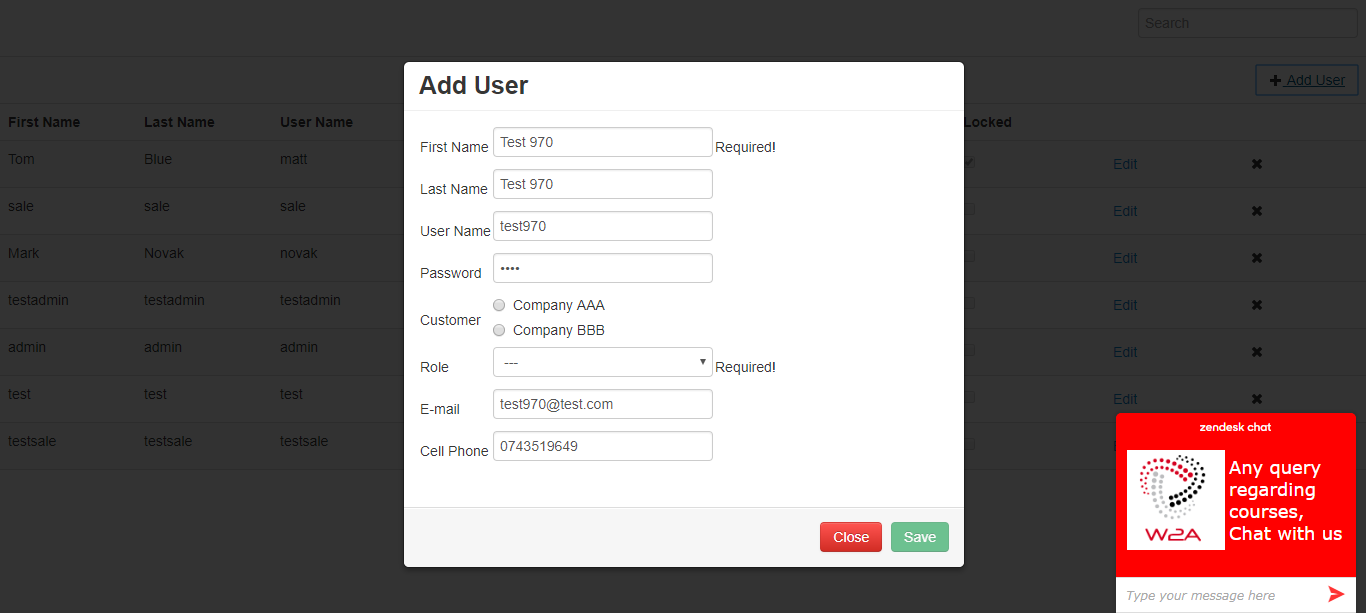 Search
+ Add User
Add User
First Name Last Name User Name Locked
Tom Blue matt Edit ✖
sale sale sale Edit ✖
Mark Novak novak Edit ✖
testadmin testadmin testadmin Edit ✖
admin admin admin Edit ✖
test test test Edit ✖
testsale testsale testsale
First Name Test 970 Required!
Last Name Test 970
User Name test970
Password ••••
Customer
Company AAA
Company BBB
Role --- Required!
E-mail test970@test.com
Cell Phone 0743519649
Close Save
zendesk chat
W2A
Any query
regarding
courses,
Chat with us
Type your message here